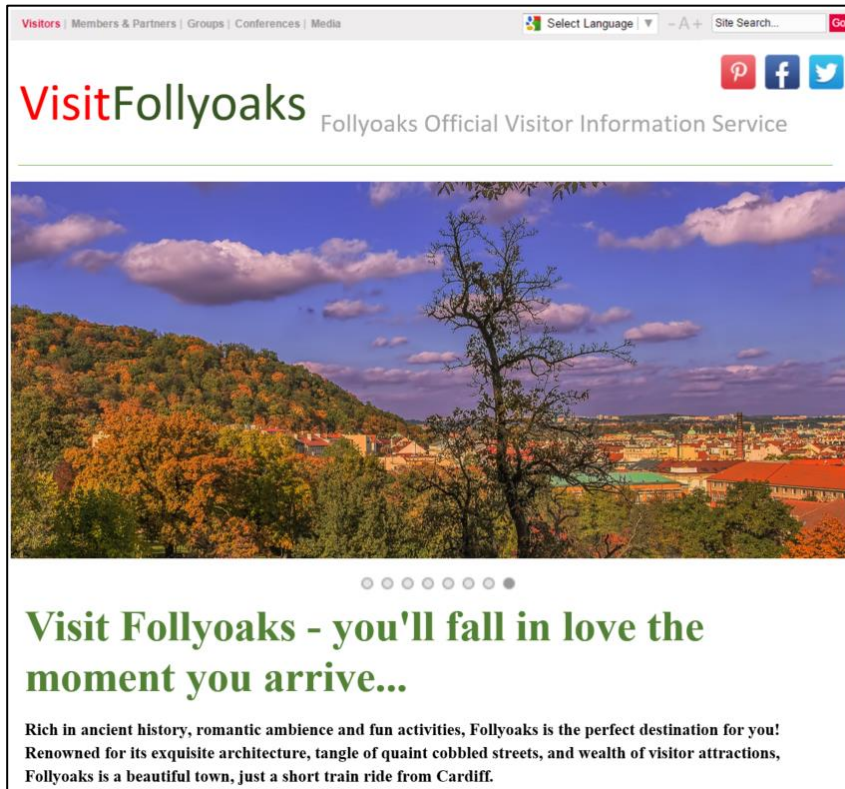 Visitors | Members & Partners | Groups | Conferences | Media
Select Language ▼ - A + Site Search... Go
VisitFollyoaks Follyoaks Official Visitor Information Service
Visit Follyoaks - you'll fall in love the
moment you arrive...
Rich in ancient history, romantic ambience and fun activities, Follyoaks is the perfect destination for you!
Renowned for its exquisite architecture, tangle of quaint cobbled streets, and wealth of visitor attractions,
Follyoaks is a beautiful town, just a short train ride from Cardiff.